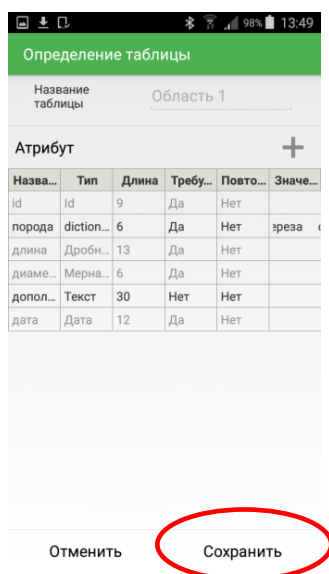 98% 13:49
Определение таблицы
Название
таблицы
Область 1
Атрибут
Назва... Тип Длина Требу... Повто... Значе...
id Id 9 Да Нет
порода diction... 6 Да Нет
длина Дробн... 13 Да Нет
диаме... Мерна... 6 Да Нет
допол... Текст 30 Нет Нет
дата Дата 12 Да Нет
Отменить Сохранить